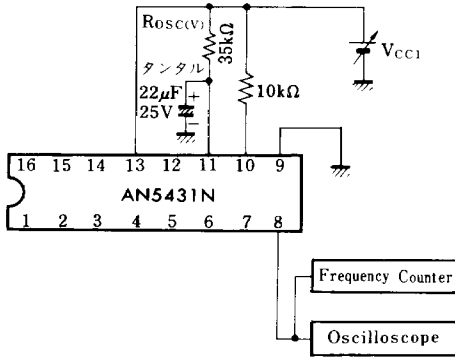 ROSC(V)
35kΩ
タンタル
22μF +
25V −
10kΩ
VCC1
16 15 14 13 12 11 10 9
AN5431N
1 2 3 4 5 6 7 8
Frequency Counter
Oscilloscope